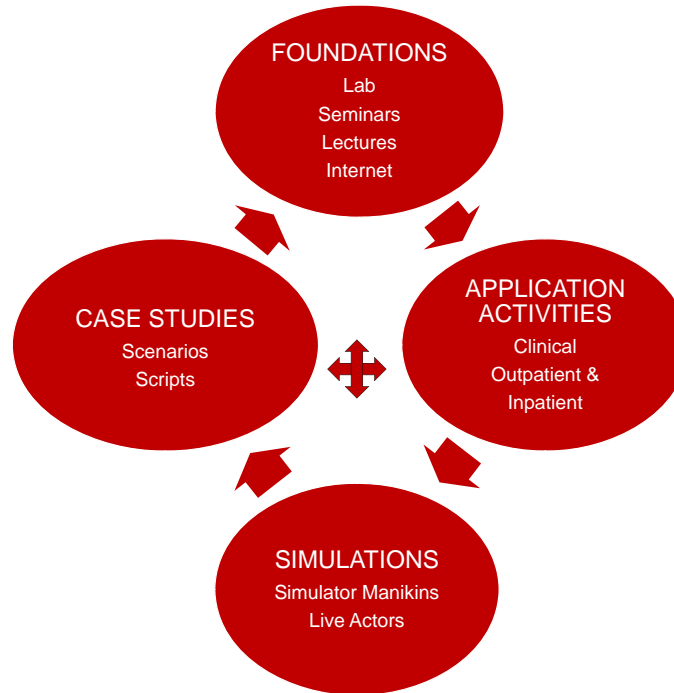 FOUNDATIONS
Lab
Seminars
Lectures
Internet
CASE STUDIES
Scenarios
Scripts
APPLICATION
ACTIVITIES
Clinical
Outpatient &
Inpatient
SIMULATIONS
Simulator Manikins
Live Actors